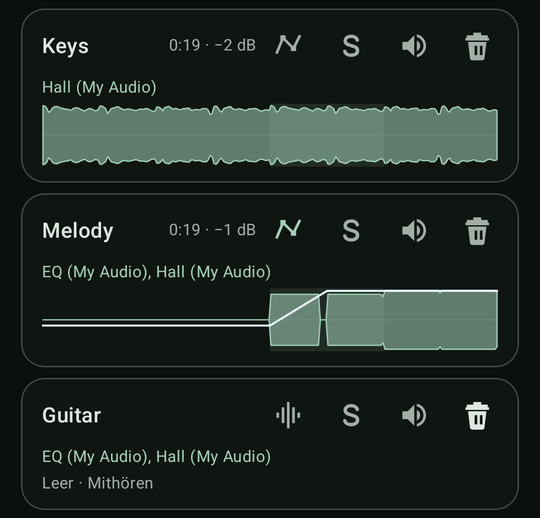 Keys 0:19 · −2 dB S
Hall (My Audio)
Melody 0:19 · −1 dB S
EQ (My Audio), Hall (My Audio)
Guitar S
EQ (My Audio), Hall (My Audio)
Leer · Mithören